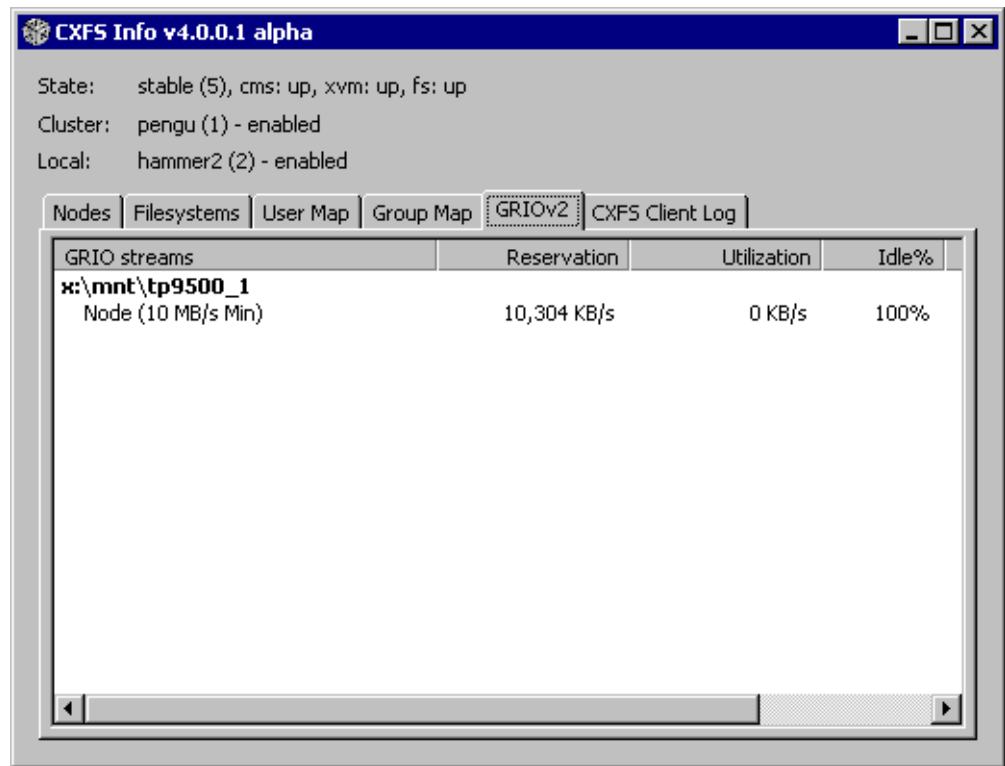 CXFS Info v4.0.0.1 alpha
State: stable (5), cms: up, xvm: up, fs: up
Cluster: pengu (1) - enabled
Local: hammer2 (2) - enabled
Nodes Filesystems User Map Group Map GRIOv2 CXFS Client Log
GRIO streams Reservation Utilization Idle%
x:\mnt\tp9500_1
Node (10 MB/s Min) 10,304 KB/s 0 KB/s 100%